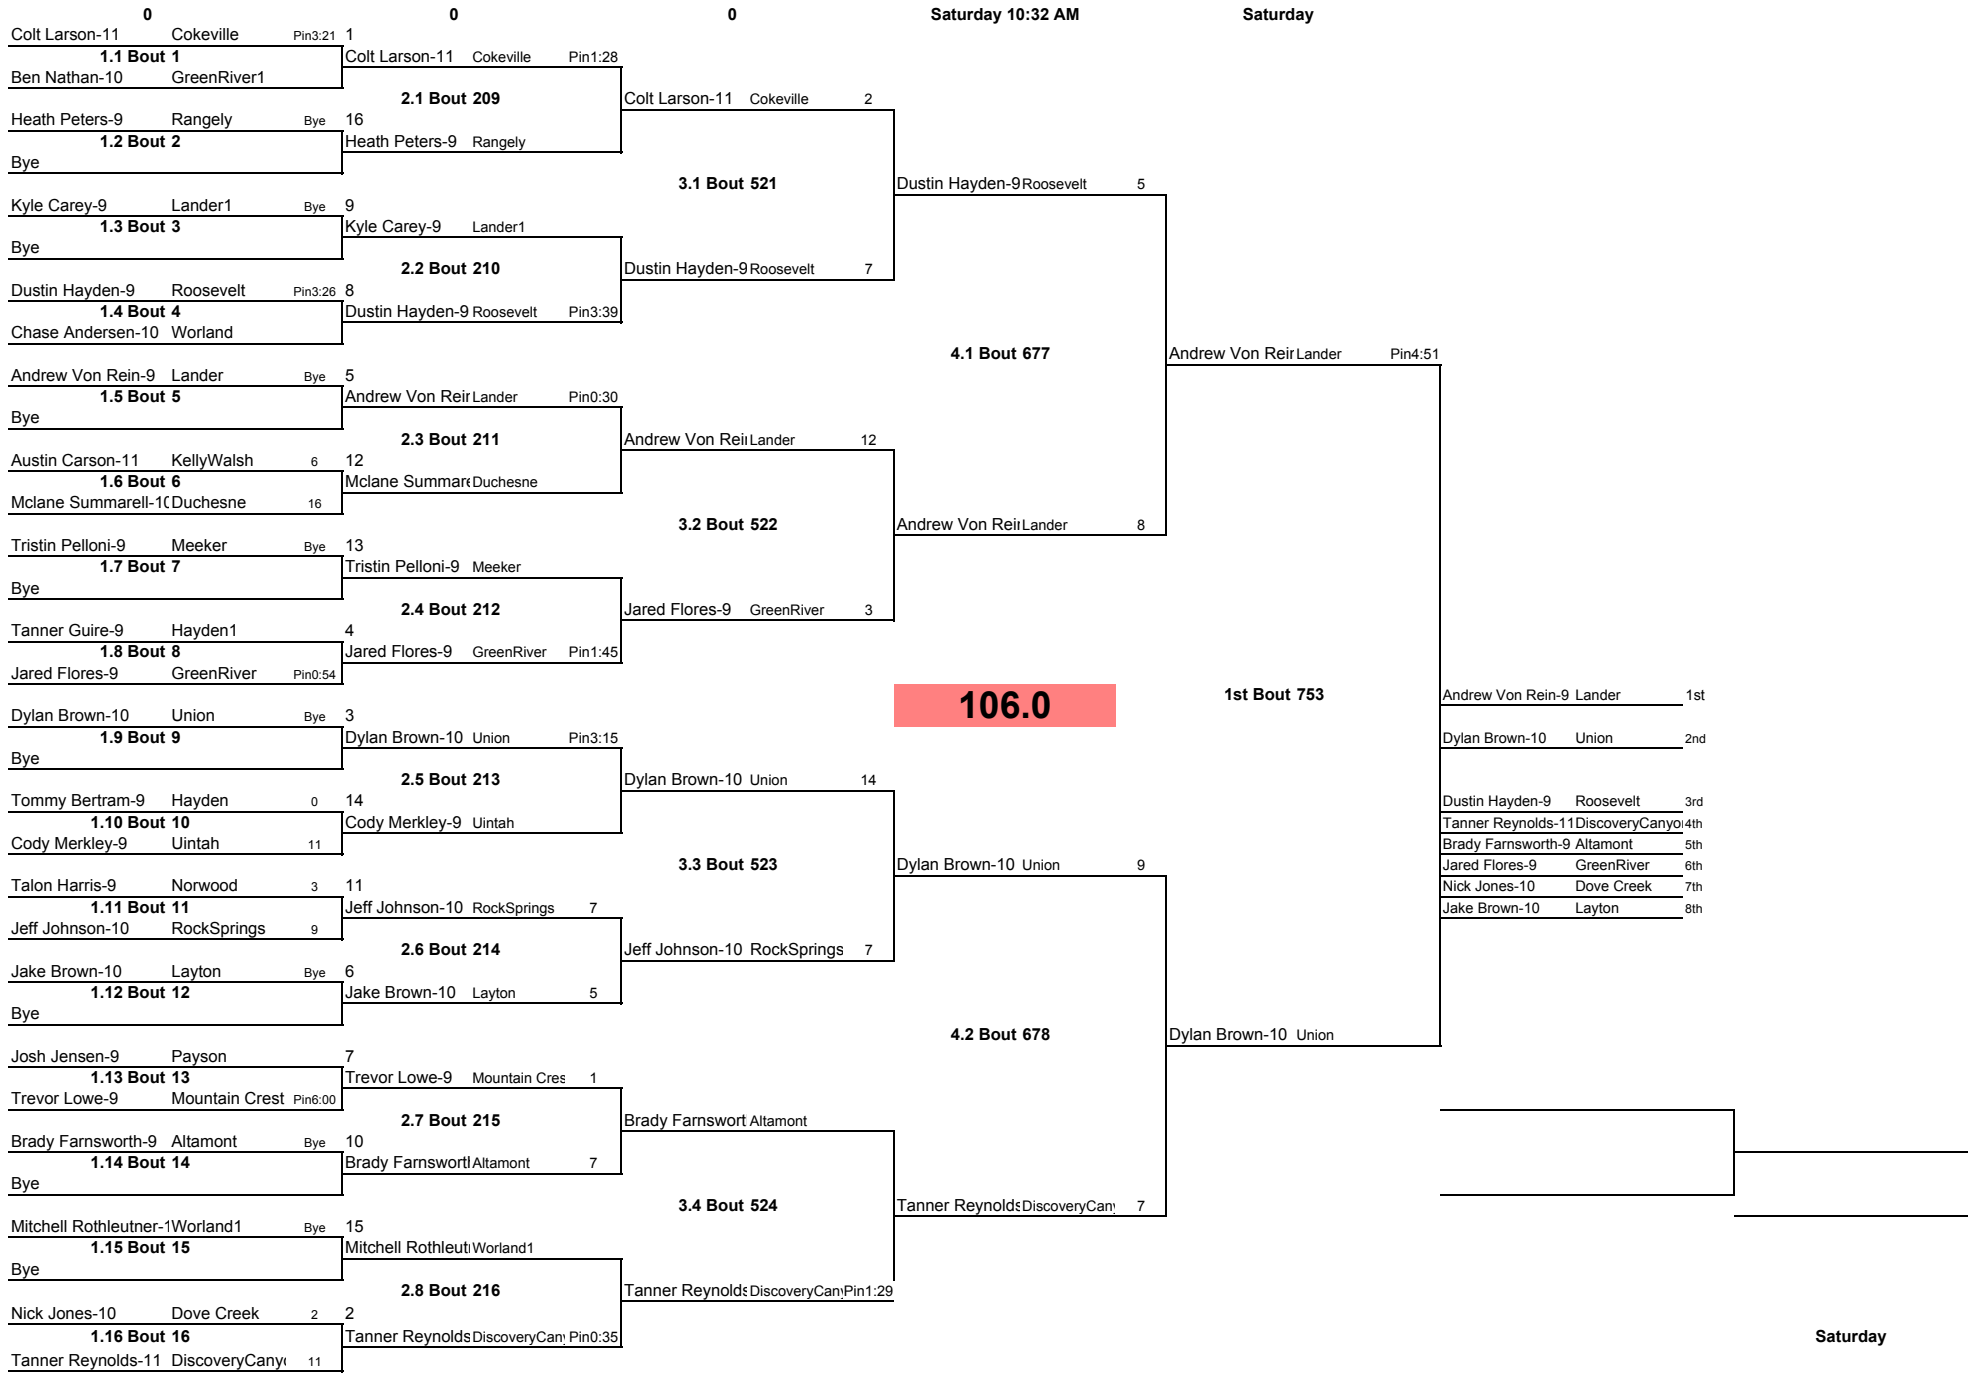 0 0 0 Saturday 10:32 AM Saturday
Colt Larson-11 Cokeville Pin3:21 1
1.1 Bout 1 Colt Larson-11 Cokeville Pin1:28
Ben Nathan-10 GreenRiver1
2.1 Bout 209 Colt Larson-11 Cokeville 2
Heath Peters-9 Rangely Bye 16
1.2 Bout 2 Heath Peters-9 Rangely
Bye
3.1 Bout 521 Dustin Hayden-9 Roosevelt 5
Kyle Carey-9 Lander1 Bye 9
1.3 Bout 3 Kyle Carey-9 Lander1
Bye
2.2 Bout 210 Dustin Hayden-9 Roosevelt 7
Dustin Hayden-9 Roosevelt Pin3:26 8
1.4 Bout 4 Dustin Hayden-9 Roosevelt Pin3:39
Chase Andersen-10 Worland
4.1 Bout 677 Andrew Von Rein Lander Pin4:51
Andrew Von Rein-9 Lander Bye 5
1.5 Bout 5 Andrew Von Rein Lander Pin0:30
Bye
2.3 Bout 211 Andrew Von Rei Lander 12
Austin Carson-11 KellyWalsh 6 12
1.6 Bout 6 Mclane Summare Duchesne
Mclane Summarell-10 Duchesne 16
3.2 Bout 522 Andrew Von Rein Lander 8
Tristin Pelloni-9 Meeker Bye 13
1.7 Bout 7 Tristin Pelloni-9 Meeker
Bye
2.4 Bout 212 Jared Flores-9 GreenRiver 3
Tanner Guire-9 Hayden1 4
1.8 Bout 8 Jared Flores-9 GreenRiver Pin1:45
Jared Flores-9 GreenRiver Pin0:54
106.0 1st Bout 753 Andrew Von Rein-9 Lander 1st
Dylan Brown-10 Union Bye 3
1.9 Bout 9 Dylan Brown-10 Union Pin3:15 Dylan Brown-10 Union 2nd
Bye
2.5 Bout 213 Dylan Brown-10 Union 14
Tommy Bertram-9 Hayden 0 14 Dustin Hayden-9 Roosevelt 3rd
1.10 Bout 10 Cody Merkley-9 Uintah Tanner Reynolds-11 DiscoveryCanyo 4th
Cody Merkley-9 Uintah 11 Brady Farnsworth-9 Altamont 5th
3.3 Bout 523 Dylan Brown-10 Union 9 Jared Flores-9 GreenRiver 6th
Talon Harris-9 Norwood 3 11 Nick Jones-10 Dove Creek 7th
1.11 Bout 11 Jeff Johnson-10 RockSprings 7 Jake Brown-10 Layton 8th
Jeff Johnson-10 RockSprings 9
2.6 Bout 214 Jeff Johnson-10 RockSprings 7
Jake Brown-10 Layton Bye 6
1.12 Bout 12 Jake Brown-10 Layton 5
Bye
4.2 Bout 678 Dylan Brown-10 Union
Josh Jensen-9 Payson 7
1.13 Bout 13 Trevor Lowe-9 Mountain Cres 1
Trevor Lowe-9 Mountain Crest Pin6:00
2.7 Bout 215 Brady Farnswort Altamont
Brady Farnsworth-9 Altamont Bye 10
1.14 Bout 14 Brady Farnsworth Altamont 7
Bye
3.4 Bout 524 Tanner Reynolds DiscoveryCany 7
Mitchell Rothleutner-1 Worland1 Bye 15
1.15 Bout 15 Mitchell Rothleut Worland1
Bye
2.8 Bout 216 Tanner Reynolds DiscoveryCany Pin1:29
Nick Jones-10 Dove Creek 2 2
1.16 Bout 16 Tanner Reynolds DiscoveryCany Pin0:35 Saturday
Tanner Reynolds-11 DiscoveryCanyo 11